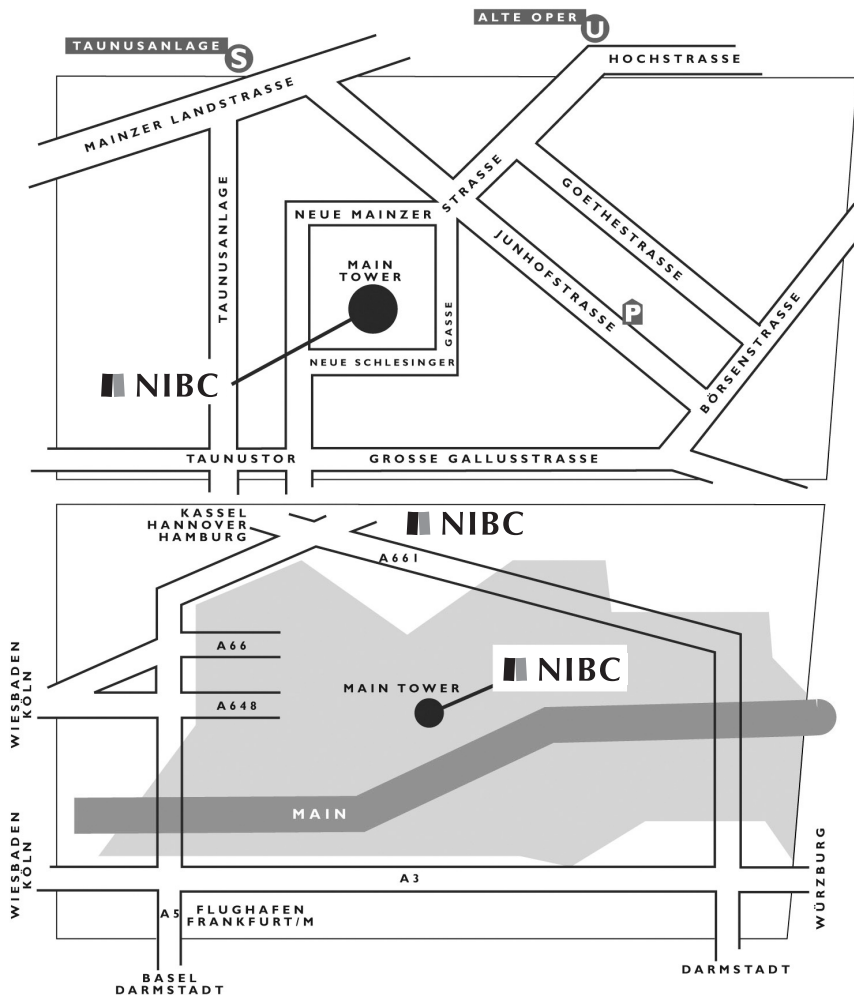 ALTE OPER
U
TAUNUSANLAGE
S
HOCHSTRASSE
MAINZER LANDSTRASSE
STRASSE
TAUNUSANLAGE
NEUE MAINZER
GOETHESTRASSE
JUNHOFSTRASSE
MAIN
TOWER
GASSE
P
BÖRSENSTRASSE
NEUE SCHLESINGER
NIBC
TAUNUSTOR
GROSSE GALLUSSTRASSE
KASSEL
HANNOVER
HAMBURG
NIBC
A661
A66
WIESBADEN
KÖLN
NIBC
MAIN TOWER
A648
MAIN
WIESBADEN
KÖLN
A3
WÜRZBURG
A5
FLUGHAFEN
FRANKFURT/M
BASEL
DARMSTADT
DARMSTADT